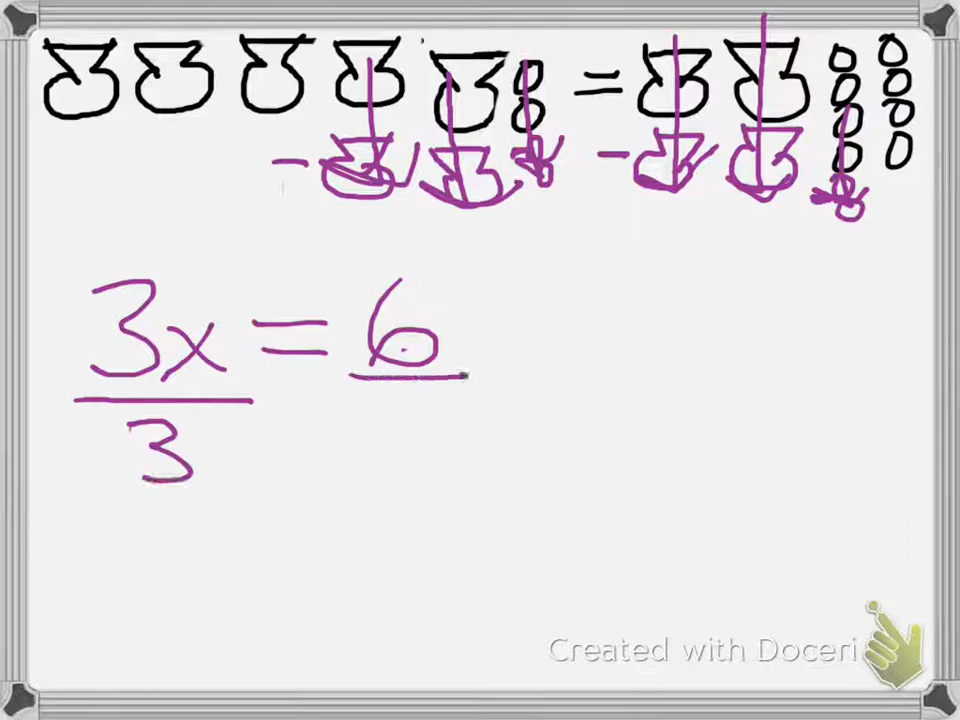 =
- -
3x = 6
3
Created with Doceri